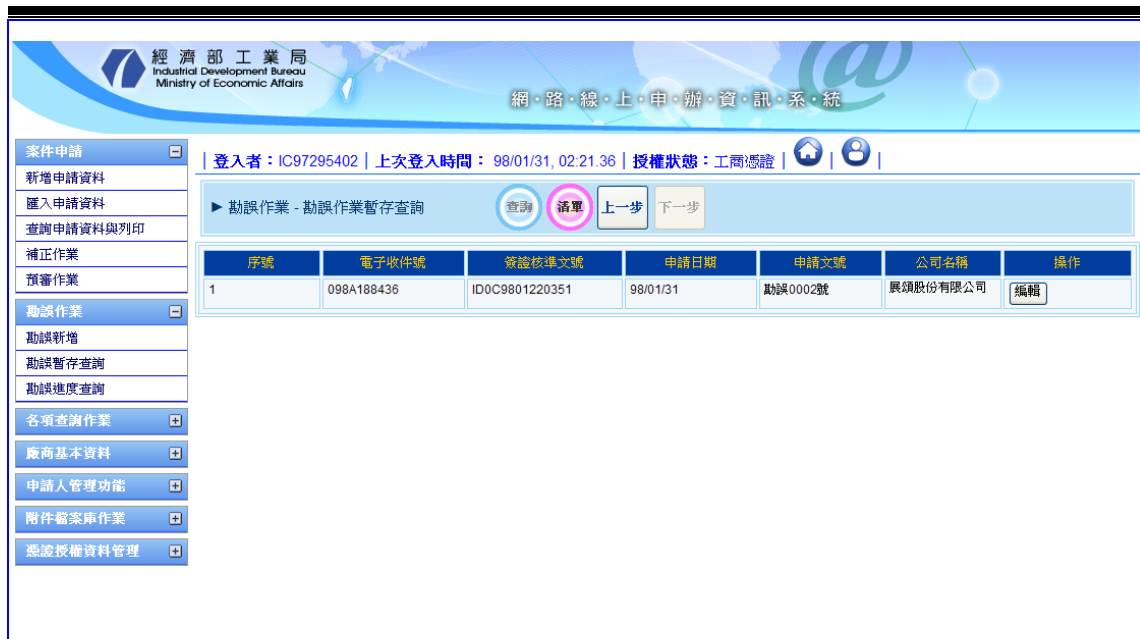 經濟部工業局
Industrial Development Bureau
Ministry of Economic Affairs
網‧路‧線‧上‧申‧辦‧資‧訊‧系‧統
案件申請
新增申請資料
匯入申請資料
查詢申請資料與列印
補正作業
預審作業
勘誤作業
勘誤新增
勘誤暫存查詢
勘誤進度查詢
各項查詢作業
廠商基本資料
申請人管理功能
附件檔案庫作業
憑證授權資料管理
| 登入者：IC97295402 | 上次登入時間： 98/01/31, 02:21.36 | 授權狀態：工商憑證 | | |
► 勘誤作業 - 勘誤作業暫存查詢 查詢 清單 上一步 下一步
序號 電子收件號 簽證核準文號 申請日期 申請文號 公司名稱 操作
1 098A188436 ID0C9801220351 98/01/31 勘誤0002號 展頌股份有限公司 編輯